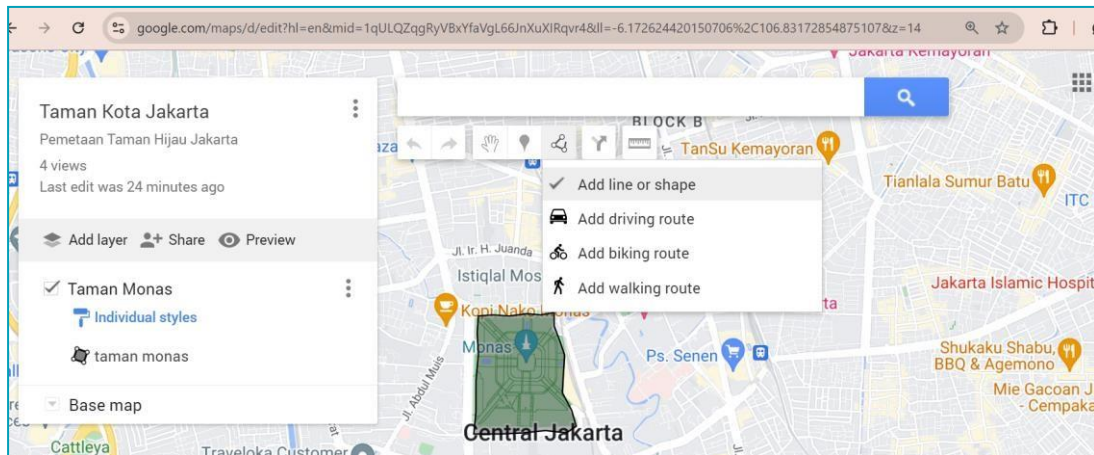 google.com/maps/d/edit?hl=en&mid=1qULQZqgRyVBxYfaVgL66JnXuXIRqvr4&ll=-6.172624420150706%2C106.831728548751078&z=14
Jakarta Kemayoran
Taman Kota Jakarta
Pemetaan Taman Hijau Jakarta
4 views
Last edit was 24 minutes ago
BLOCK B
TanSu Kemayoran
Add line or shape
Tianlala Sumur Batu
ITC
Add driving route
Add layer
Share
Preview
Jl. Ir. H. Juanda
Add biking route
Istiqlal Mos
Add walking route
Jakarta Islamic Hospit
Taman Monas
Individual styles
Kopi Nako
ta
taman monas
Monas
Jl. Abdul Muis
Ps. Senen
Shukaku Shabu,
BBQ & Agemono
Mie Gacoan J
- Cempaka
Base map
Central Jakarta
Cattleya
Traveloka Customer